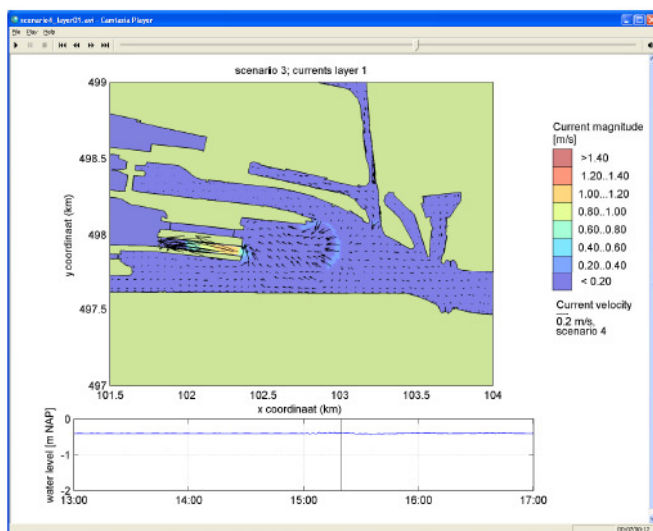 scenario4_layer01.avi - Camtasia Player
File Play Help
scenario 3; currents layer 1
499
498.5
498
497.5
497
y coordinaat (km)
101.5 102 102.5 103 103.5 104
x coordinaat (km)
Current magnitude
[m/s]
>1.40
1.20..1.40
1.00...1.20
0.80..1.00
0.60..0.80
0.40..0.60
0.20..0.40
< 0.20
Current velocity
0.2 m/s,
scenario 4
water level [m NAP]
0
-1
-2
13:00 14:00 15:00 16:00 17:00